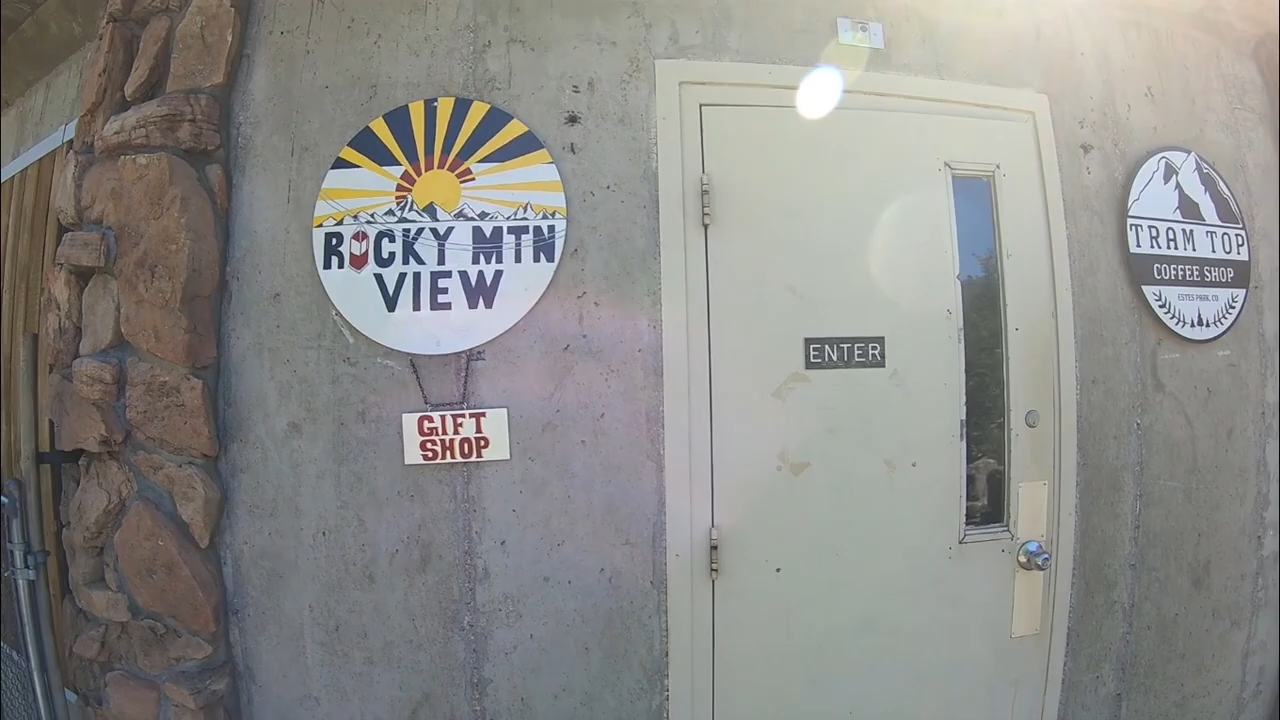 ROCKY MTN
VIEW
GIFT
SHOP
ENTER
TRAM TOP
COFFEE SHOP
ESTES PARK, CO